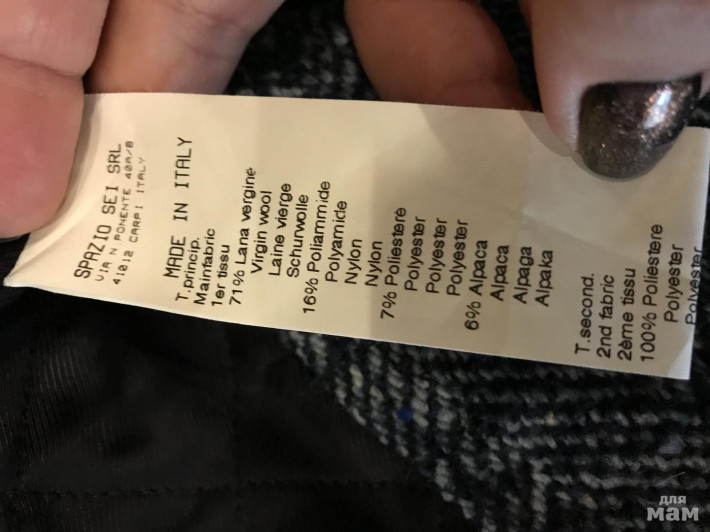 SPAZIO SEI SRL
VIA N.PONENTE 40A/B
41012 CARPI ITALY
MADE IN ITALY
T.princip.
Mainfabric
1er tissu
71% Lana vergine
Virgin wool
Laine vierge
Schurwolle
16% Poliammide
Polyamide
Nylon
Nylon
7% Poliestere
Polyester
Polyester
Polyester
6% Alpaca
Alpaca
Alpaga
Alpaka
T.second.
2nd fabric
2ème tissu
100% Poliestere
Polyester
Polyester
для
мам